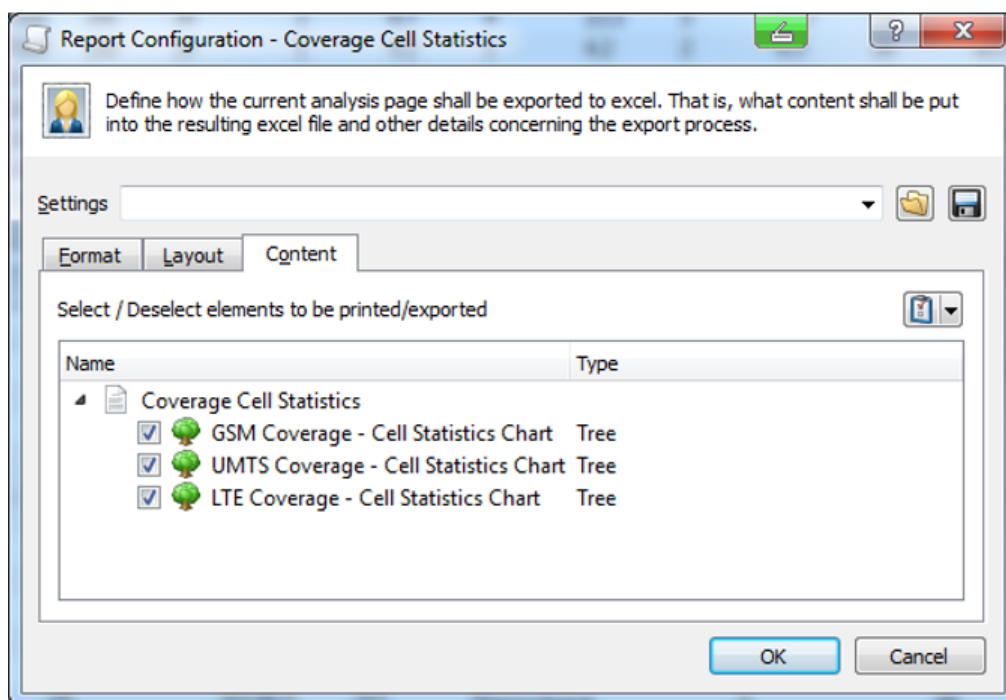 Report Configuration - Coverage Cell Statistics
Define how the current analysis page shall be exported to excel. That is, what content shall be put
into the resulting excel file and other details concerning the export process.
Settings
Format Layout Content
Select / Deselect elements to be printed/exported
Name Type
Coverage Cell Statistics
GSM Coverage - Cell Statistics Chart Tree
UMTS Coverage - Cell Statistics Chart Tree
LTE Coverage - Cell Statistics Chart Tree
OK Cancel